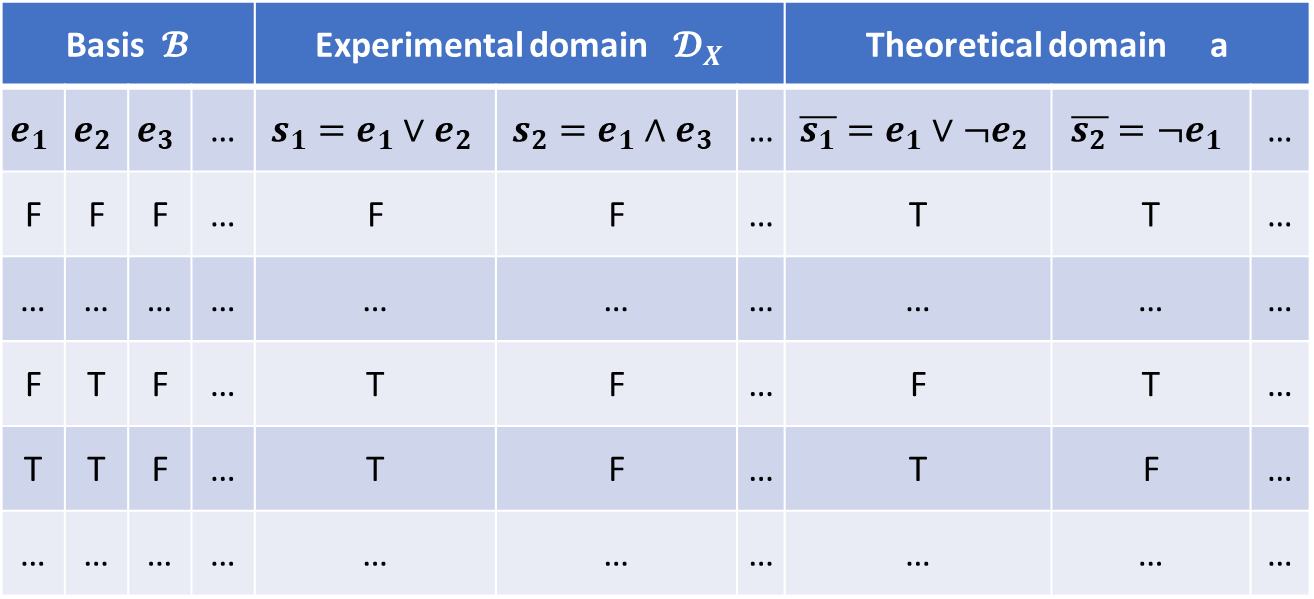 Basis ℬ Experimental domain 𝒟_X Theoretical domain a
e₁ e₂ e₃ ... s₁ = e₁ ∨ e₂ s₂ = e₁ ∧ e₃ ... s̅₁̅ = e₁ ∨ ¬e₂ s̅₂̅ = ¬e₁ ...
F F F ... F F ... T T ...
... ... ... ... ... ... ... ... ... ...
F T F ... T F ... F T ...
T T F ... T F ... T F ...
... ... ... ... ... ... ... ... ... ...